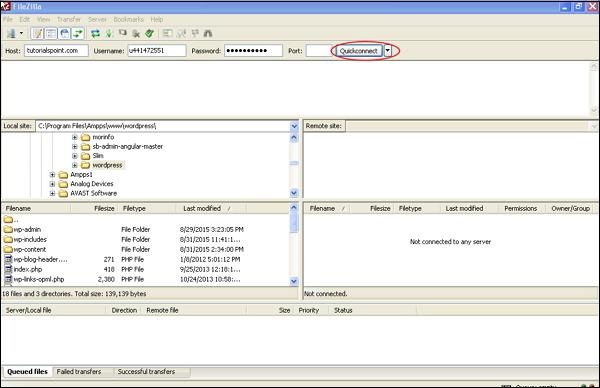 FileZilla
File Edit View Transfer Server Bookmarks Help
Host: tutorialspoint.com Username: u441472551 Password: •••••••••• Port: Quickconnect
Local site: C:\Program Files\Ampps\www\wordpress\ Remote site:
morinfo
sb-admin-angular-master
Slim
wordpress
Ampps1
Analog Devices
AVAST Software
Filename Filesize Filetype Last modified Filename Filesize Filetype Last modified Permissions Owner/Group
..
wp-admin File Folder 8/29/2015 3:23:05 PM
wp-includes File Folder 8/31/2015 11:41:1...
wp-content File Folder 8/31/2015 2:34:00 PM
wp-blog-header.... 271 PHP File 1/8/2012 5:01:12 PM
index.php 418 PHP File 9/25/2013 12:18:1...
wp-links-opml.php 2,380 PHP File 10/24/2013 10:58:...
Not connected to any server
18 files and 3 directories. Total size: 139,139 bytes Not connected.
Server/Local file Direction Remote file Size Priority Status
Queued files Failed transfers Successful transfers